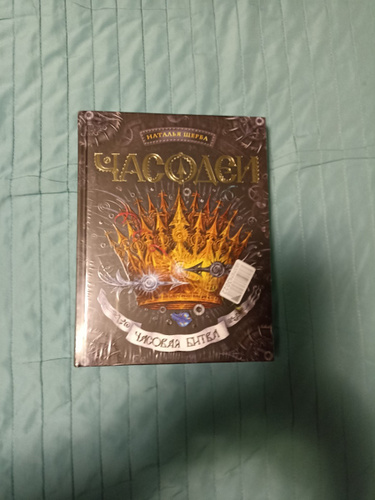 НАТАЛЬЯ ЩЕРБА
ЧАСОДЕИ
ЧАСОВАЯ БИТВА